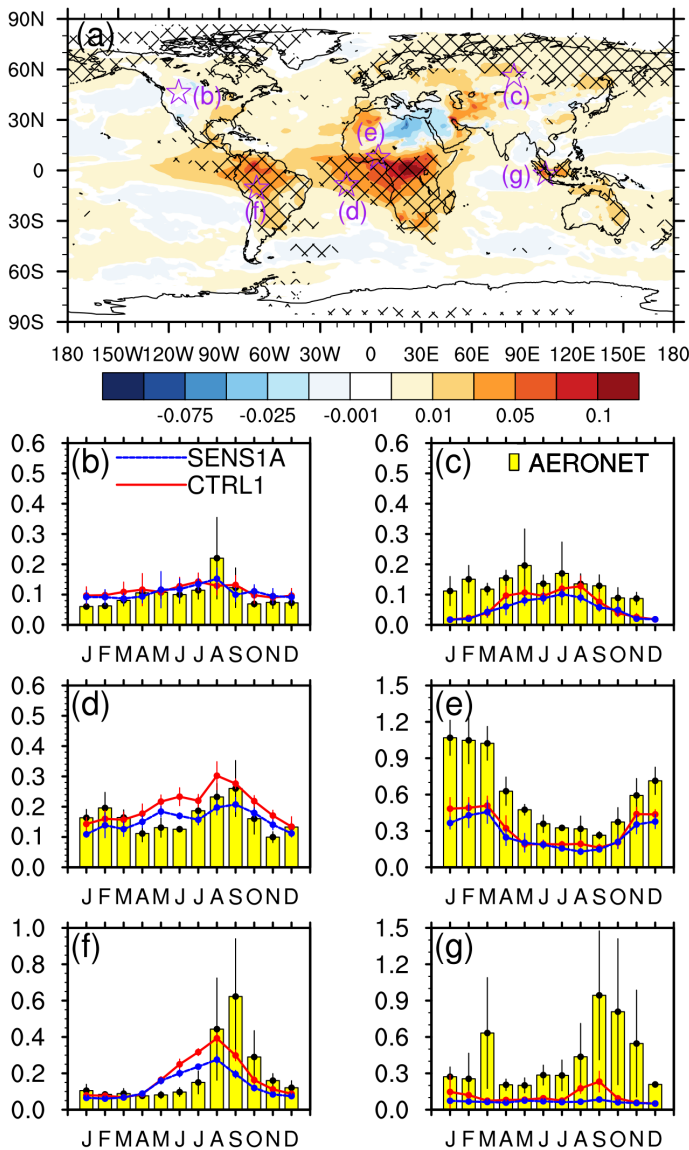 90N
(a)
60N
(b)
(c)
30N
(e)
0
(g)
(f)
(d)
30S
60S
90S
180 150W 120W 90W 60W 30W 0 30E 60E 90E 120E 150E 180
-0.075 -0.025 -0.001 0.01 0.05 0.1
0.6 (b) SENS1A 0.6 (c) AERONET
CTRL1
0.5 0.5
0.4 0.4
0.3 0.3
0.2 0.2
0.1 0.1
0.0 0.0
J F M A M J J A S O N D J F M A M J J A S O N D
0.6 (d) 1.5 (e)
0.5 1.2
0.4 0.9
0.3
0.2 0.6
0.1 0.3
0.0 0.0
J F M A M J J A S O N D J F M A M J J A S O N D
1.0 (f) 1.5 (g)
0.8 1.2
0.6 0.9
0.4 0.6
0.2 0.3
0.0 0.0
J F M A M J J A S O N D J F M A M J J A S O N D